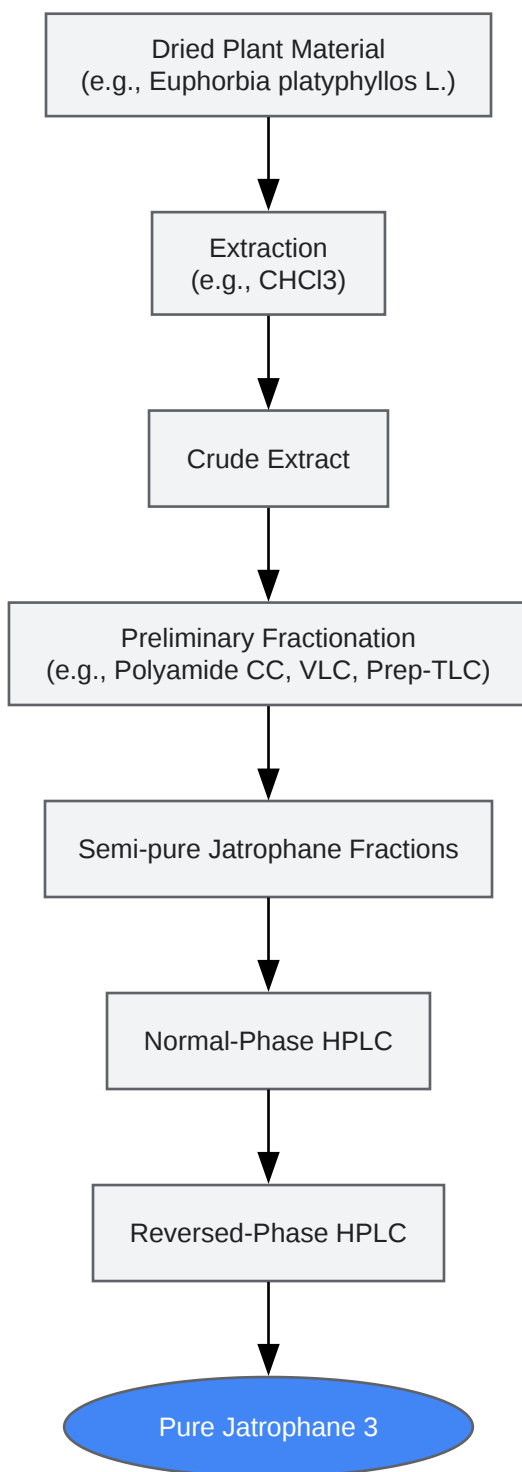 Dried Plant Material
(e.g., Euphorbia platyphyllos L.)
Extraction
(e.g., CHCl3)
Crude Extract
Preliminary Fractionation
(e.g., Polyamide CC, VLC, Prep-TLC)
Semi-pure Jatrophane Fractions
Normal-Phase HPLC
Reversed-Phase HPLC
Pure Jatrophane 3